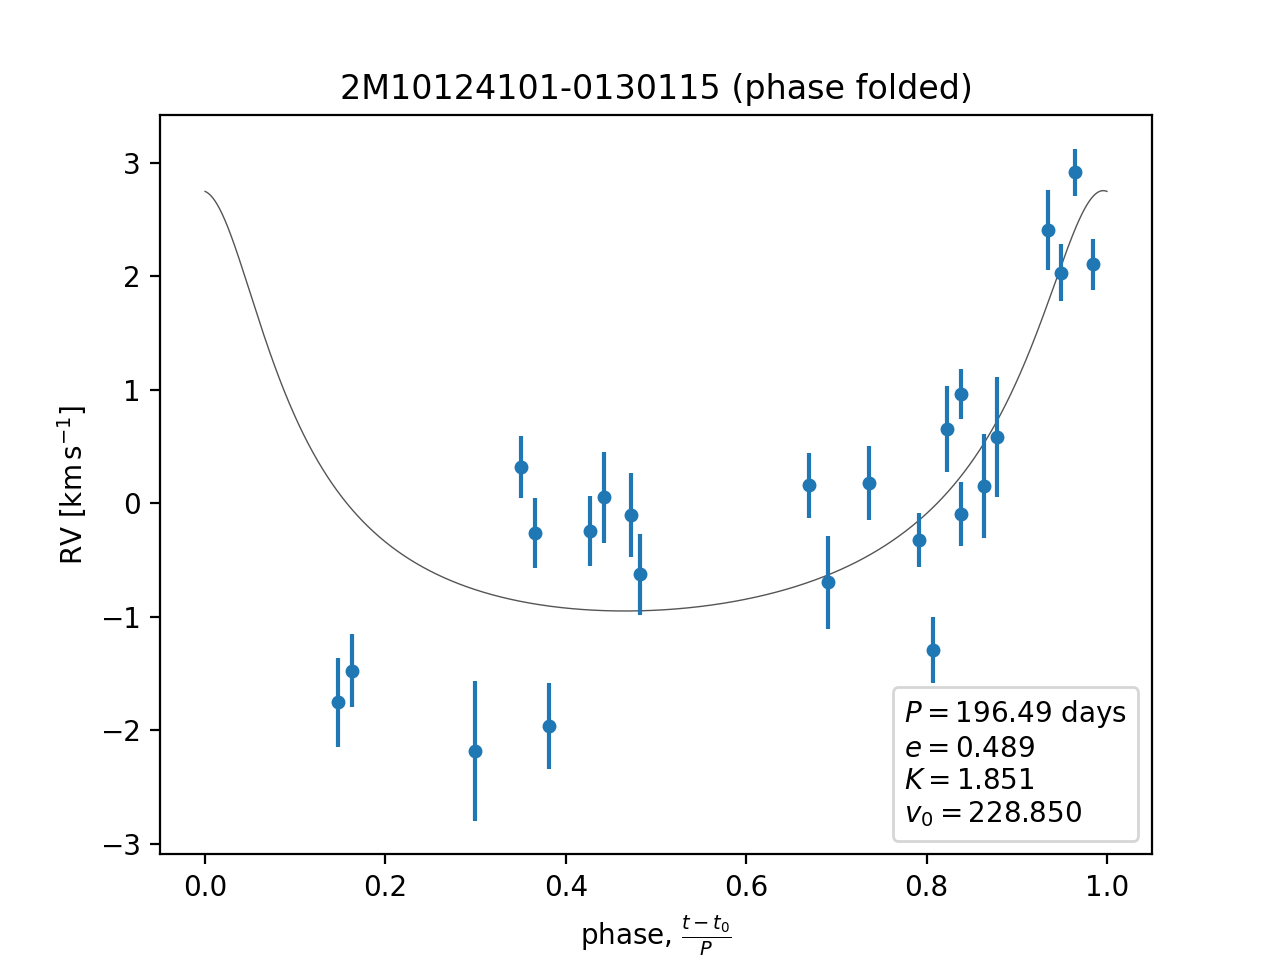 2M10124101-0130115 (phase folded)
RV [km s⁻¹]
3
2
1
0
−1
−2
−3
P = 196.49 days
e = 0.489
K = 1.851
v₀ = 228.850
0.0 0.2 0.4 0.6 0.8 1.0
phase, (t − t₀)/P